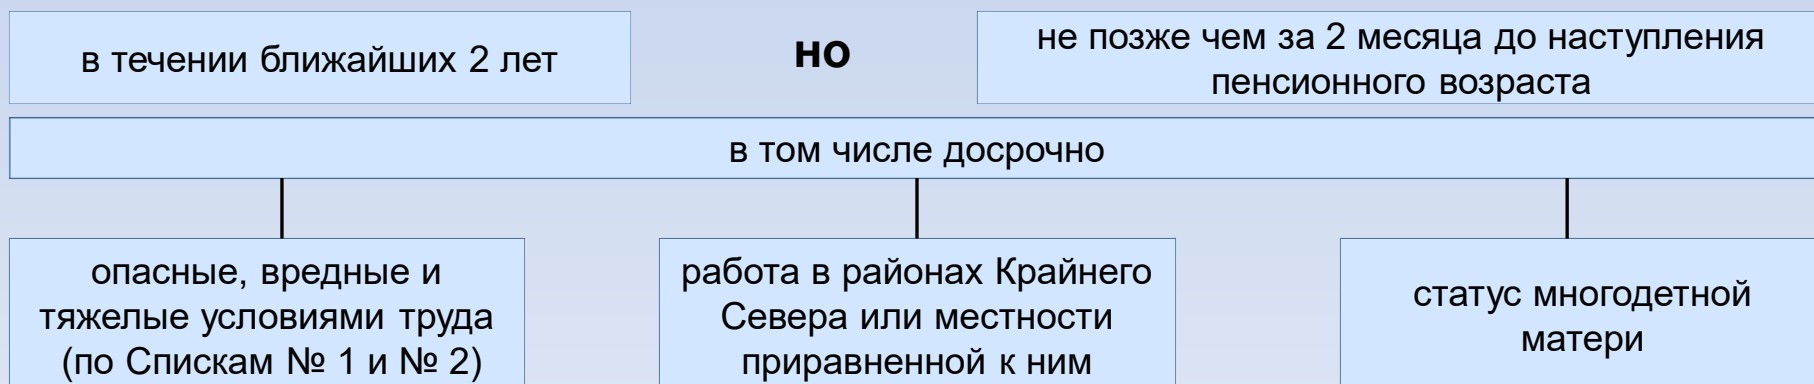 в течении ближайших 2 лет
но
не позже чем за 2 месяца до наступления
пенсионного возраста
в том числе досрочно
опасные, вредные и
тяжелые условиями труда
(по Спискам № 1 и № 2)
работа в районах Крайнего
Севера или местности
приравненной к ним
статус многодетной
матери